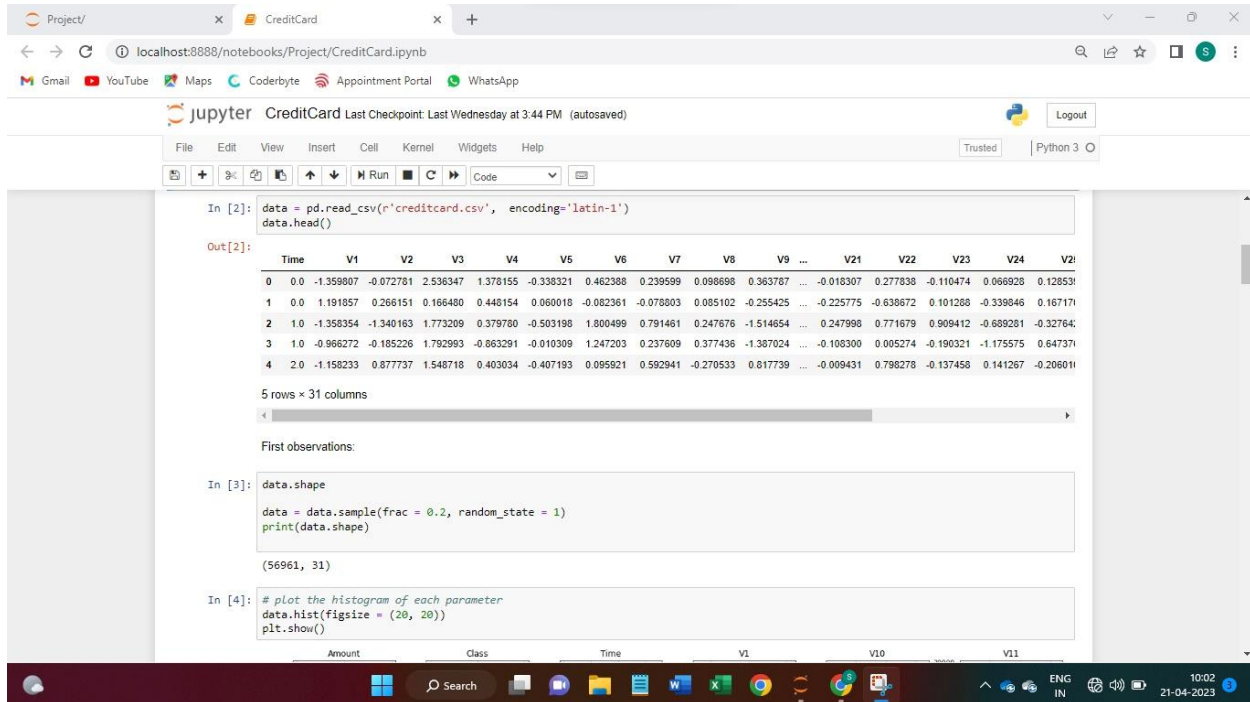 Project/
CreditCard
localhost:8888/notebooks/Project/CreditCard.ipynb
S
Gmail YouTube Maps Coderbyte Appointment Portal WhatsApp
jupyter CreditCard Last Checkpoint: Last Wednesday at 3:44 PM (autosaved)
Logout
File Edit View Insert Cell Kernel Widgets Help
Trusted
Python 3
Run Code
In [2]: data = pd.read_csv(r'creditcard.csv', encoding='latin-1')
data.head()
Out[2]:
Time V1 V2 V3 V4 V5 V6 V7 V8 V9 ... V21 V22 V23 V24
0 0.0 -1.359807 -0.072781 2.536347 1.378155 -0.338321 0.462388 0.239599 0.098698 0.363787 ... -0.018307 0.277838 -0.110474 0.066928 0.12853
1 0.0 1.191857 0.266151 0.166480 0.448154 0.060018 -0.082361 -0.078803 0.085102 -0.255425 ... -0.225775 -0.638672 0.101288 -0.339846 0.16717
2 1.0 -1.358354 -1.340163 1.773209 0.379780 -0.503198 1.800499 0.791461 0.247676 -1.514654 ... 0.247998 0.771679 0.909412 -0.689281 -0.32764
3 1.0 -0.966272 -0.185226 1.792993 -0.863291 -0.010309 1.247203 0.237609 0.377436 -1.387024 ... -0.108300 0.005274 -0.190321 -1.175575 0.64737
4 2.0 -1.158233 0.877737 1.548718 0.403034 -0.407193 0.095921 0.592941 -0.270533 0.817739 ... -0.009431 0.798278 -0.137458 0.141267 -0.20601
5 rows × 31 columns
First observations:
In [3]: data.shape
data = data.sample(frac = 0.2, random_state = 1)
print(data.shape)
(56961, 31)
In [4]: # plot the histogram of each parameter
data.hist(figsize = (20, 20))
plt.show()
Amount Class Time V1 V10 V11
Search
ENG
IN
10:02
21-04-2023
3